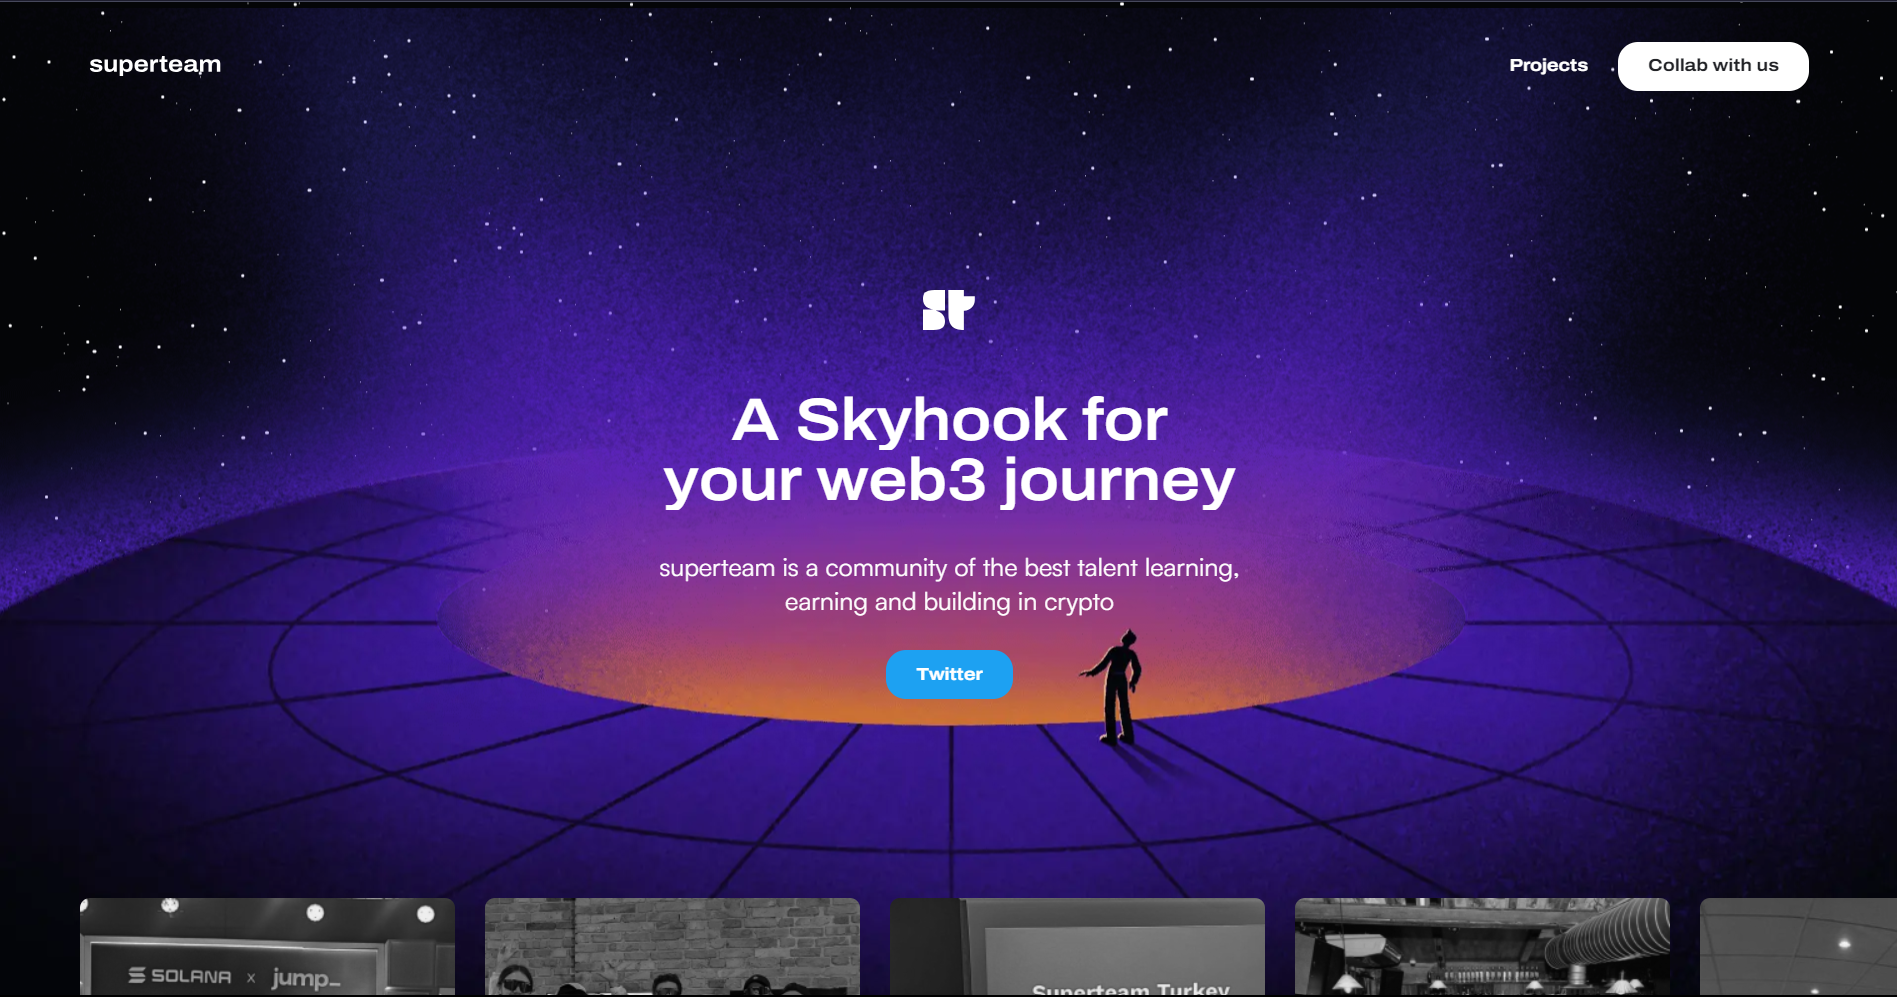 superteam
Projects
Collab with us
st
A Skyhook for
your web3 journey
superteam is a community of the best talent learning,
earning and building in crypto
Twitter
SOLANA x jump_
Superteam Turkey